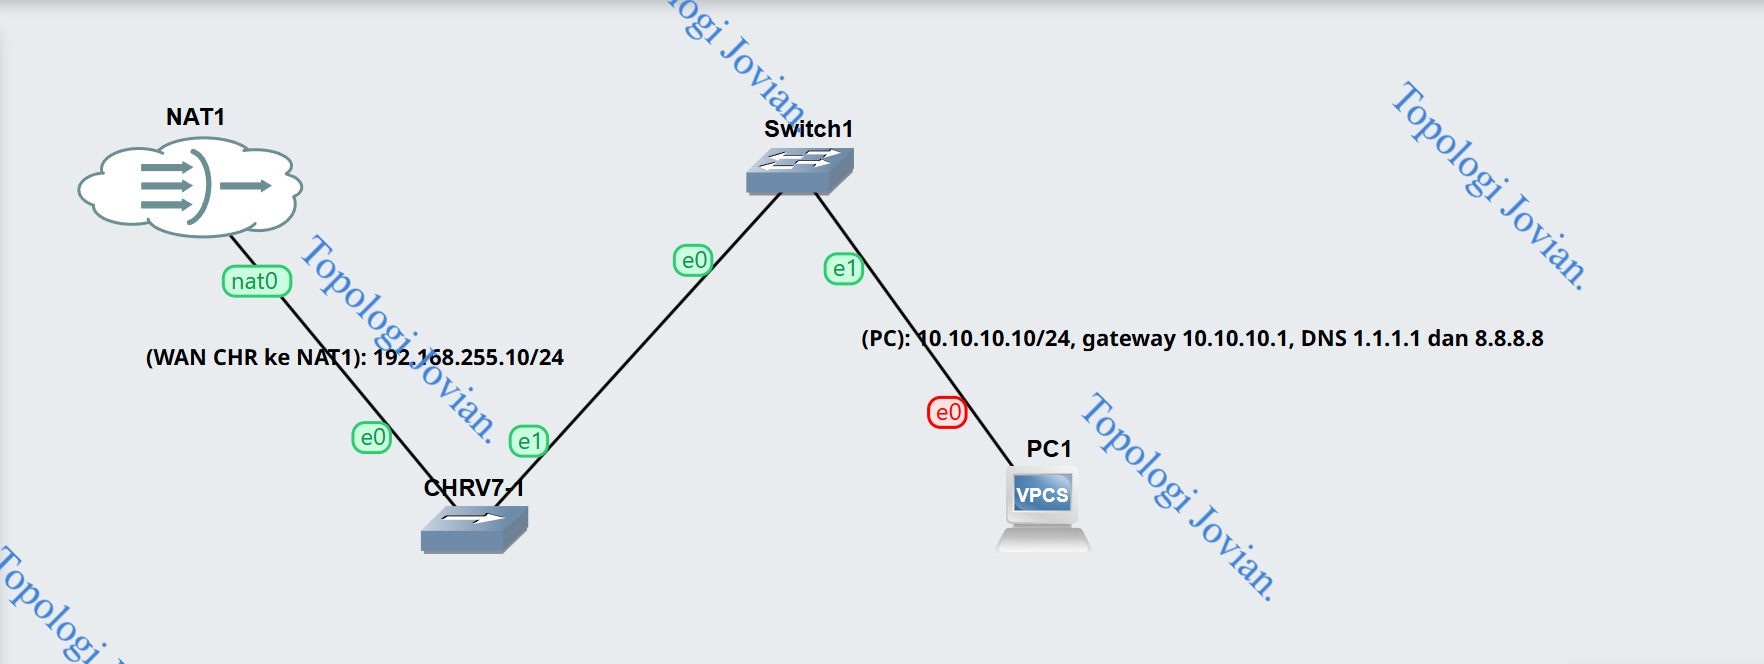 logi Jovian.
NAT1
Switch1
Topologi Jovian.
nat0
e0
e1
Topologi Jovian.
(WAN CHR ke NAT1): 192.168.255.10/24
(PC): 10.10.10.10/24, gateway 10.10.10.1, DNS 1.1.1.1 dan 8.8.8.8
e0
e1
e0
CHRV7-1
PC1
VPCS
Topologi Jovian.
Topologi J